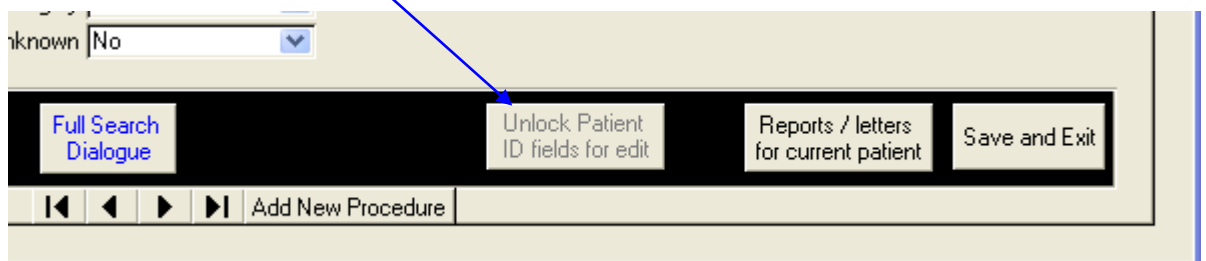 nknown No
Full Search
Dialogue
Unlock Patient
ID fields for edit
Reports / letters
for current patient
Save and Exit
Add New Procedure